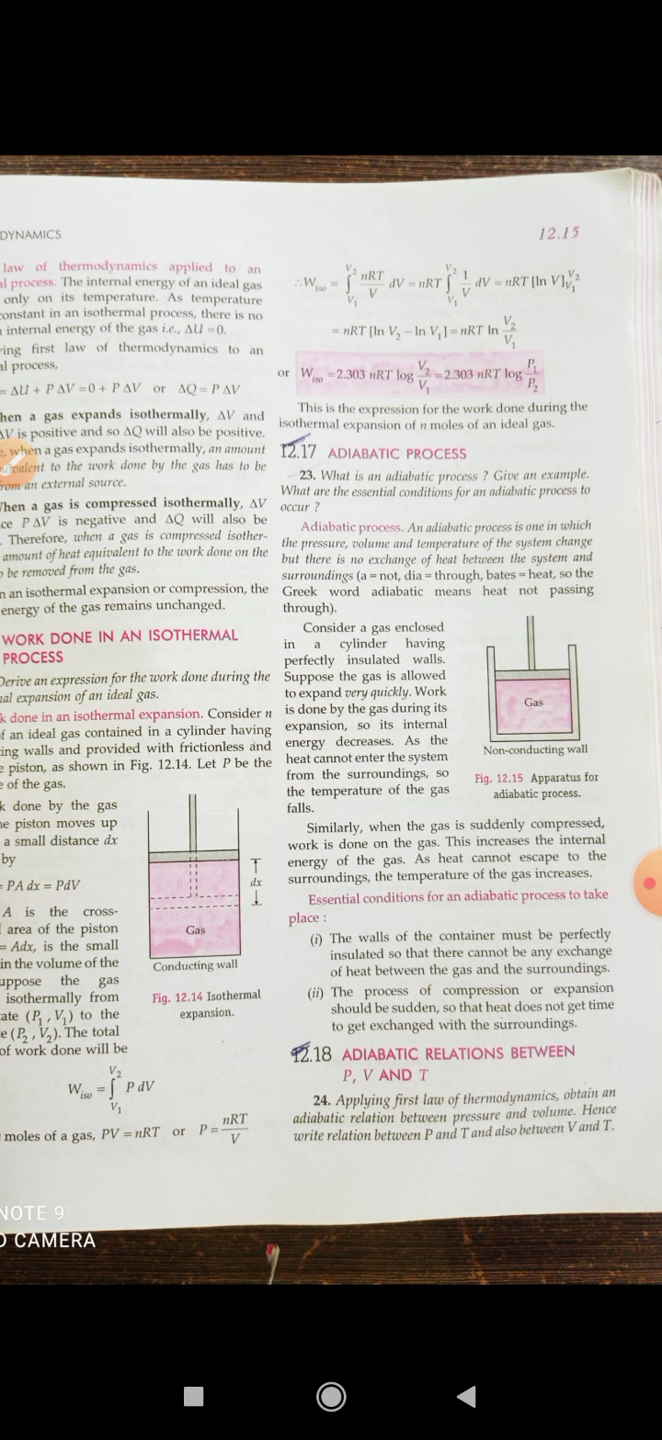 DYNAMICS
12.15
law of thermodynamics applied to an
process. The internal energy of an ideal gas
only on its temperature. As temperature
constant in an isothermal process, there is no
internal energy of the gas i.e., ΔU = 0.
first law of thermodynamics to an
process,
= ΔU + P ΔV = 0 + P ΔV or ΔQ = P ΔV
When a gas expands isothermally, ΔV and
ΔV is positive and so ΔQ will also be positive.
when a gas expands isothermally, an amount
to the work done by the gas has to be
from an external source.
When a gas is compressed isothermally, ΔV
P ΔV is negative and ΔQ will also be
Therefore, when a gas is compressed isother-
amount of heat equivalent to the work done on the
be removed from the gas.
an isothermal expansion or compression, the
energy of the gas remains unchanged.
WORK DONE IN AN ISOTHERMAL
PROCESS
Derive an expression for the work done during the
expansion of an ideal gas.
done in an isothermal expansion. Consider n
an ideal gas contained in a cylinder having
walls and provided with frictionless and
piston, as shown in Fig. 12.14. Let P be the
of the gas.
done by the gas
piston moves up
a small distance dx
by
= PA dx = PdV
A is the cross-
area of the piston
= Adx, is the small
in the volume of the
the gas
isothermally from
(P₁, V₁) to the
(P₂, V₂). The total
of work done will be
Gas
dx
Conducting wall
Fig. 12.14 Isothermal
expansion.
W_iso = ∫_{V₁}^{V₂} P dV
moles of a gas, PV = nRT or P = nRT/V
∴ W_iso = ∫_{V₁}^{V₂} nRT/V dV = nRT ∫_{V₁}^{V₂} 1/V dV = nRT [ln V]_{V₁}^{V₂}
= nRT [ln V₂ − ln V₁] = nRT ln V₂/V₁
or W_iso = 2.303 nRT log V₂/V₁ = 2.303 nRT log P₁/P₂
This is the expression for the work done during the
isothermal expansion of n moles of an ideal gas.
12.17 ADIABATIC PROCESS
23. What is an adiabatic process ? Give an example.
What are the essential conditions for an adiabatic process to
occur ?
Adiabatic process. An adiabatic process is one in which
the pressure, volume and temperature of the system change
but there is no exchange of heat between the system and
surroundings (a = not, dia = through, bates = heat, so the
Greek word adiabatic means heat not passing
through).
Consider a gas enclosed
in a cylinder having
perfectly insulated walls.
Suppose the gas is allowed
to expand very quickly. Work
is done by the gas during its
expansion, so its internal
energy decreases. As the
heat cannot enter the system
from the surroundings, so
the temperature of the gas
falls.
Gas
Non-conducting wall
Fig. 12.15 Apparatus for
adiabatic process.
Similarly, when the gas is suddenly compressed,
work is done on the gas. This increases the internal
energy of the gas. As heat cannot escape to the
surroundings, the temperature of the gas increases.
Essential conditions for an adiabatic process to take
place :
(i) The walls of the container must be perfectly
insulated so that there cannot be any exchange
of heat between the gas and the surroundings.
(ii) The process of compression or expansion
should be sudden, so that heat does not get time
to get exchanged with the surroundings.
12.18 ADIABATIC RELATIONS BETWEEN
P, V AND T
24. Applying first law of thermodynamics, obtain an
adiabatic relation between pressure and volume. Hence
write relation between P and T and also between V and T.
NOTE 9
CAMERA